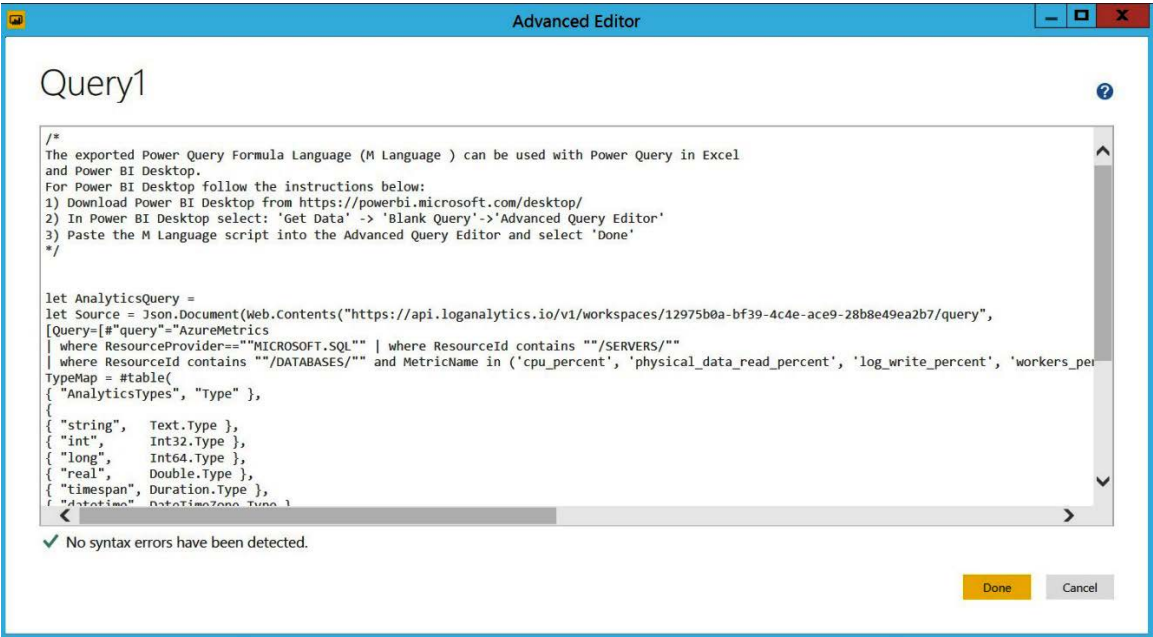 Advanced Editor
Query1
/*
The exported Power Query Formula Language (M Language ) can be used with Power Query in Excel
and Power BI Desktop.
For Power BI Desktop follow the instructions below:
1) Download Power BI Desktop from https://powerbi.microsoft.com/desktop/
2) In Power BI Desktop select: 'Get Data' -> 'Blank Query'->'Advanced Query Editor'
3) Paste the M Language script into the Advanced Query Editor and select 'Done'
*/
let AnalyticsQuery =
let Source = Json.Document(Web.Contents("https://api.loganalytics.io/v1/workspaces/12975b0a-bf39-4c4e-ace9-28b8e49ea2b7/query",
[Query=[#"query"="AzureMetrics
| where ResourceProvider==""MICROSOFT.SQL"" | where ResourceId contains ""/SERVERS/""
| where ResourceId contains ""/DATABASES/"" and MetricName in ('cpu_percent', 'physical_data_read_percent', 'log_write_percent', 'workers_per
TypeMap = #table(
{ "AnalyticsTypes", "Type" },
{
{ "string", Text.Type },
{ "int", Int32.Type },
{ "long", Int64.Type },
{ "real", Double.Type },
{ "timespan", Duration.Type },
{ "datetime", DateTimeZone.Type }
No syntax errors have been detected.
Done Cancel